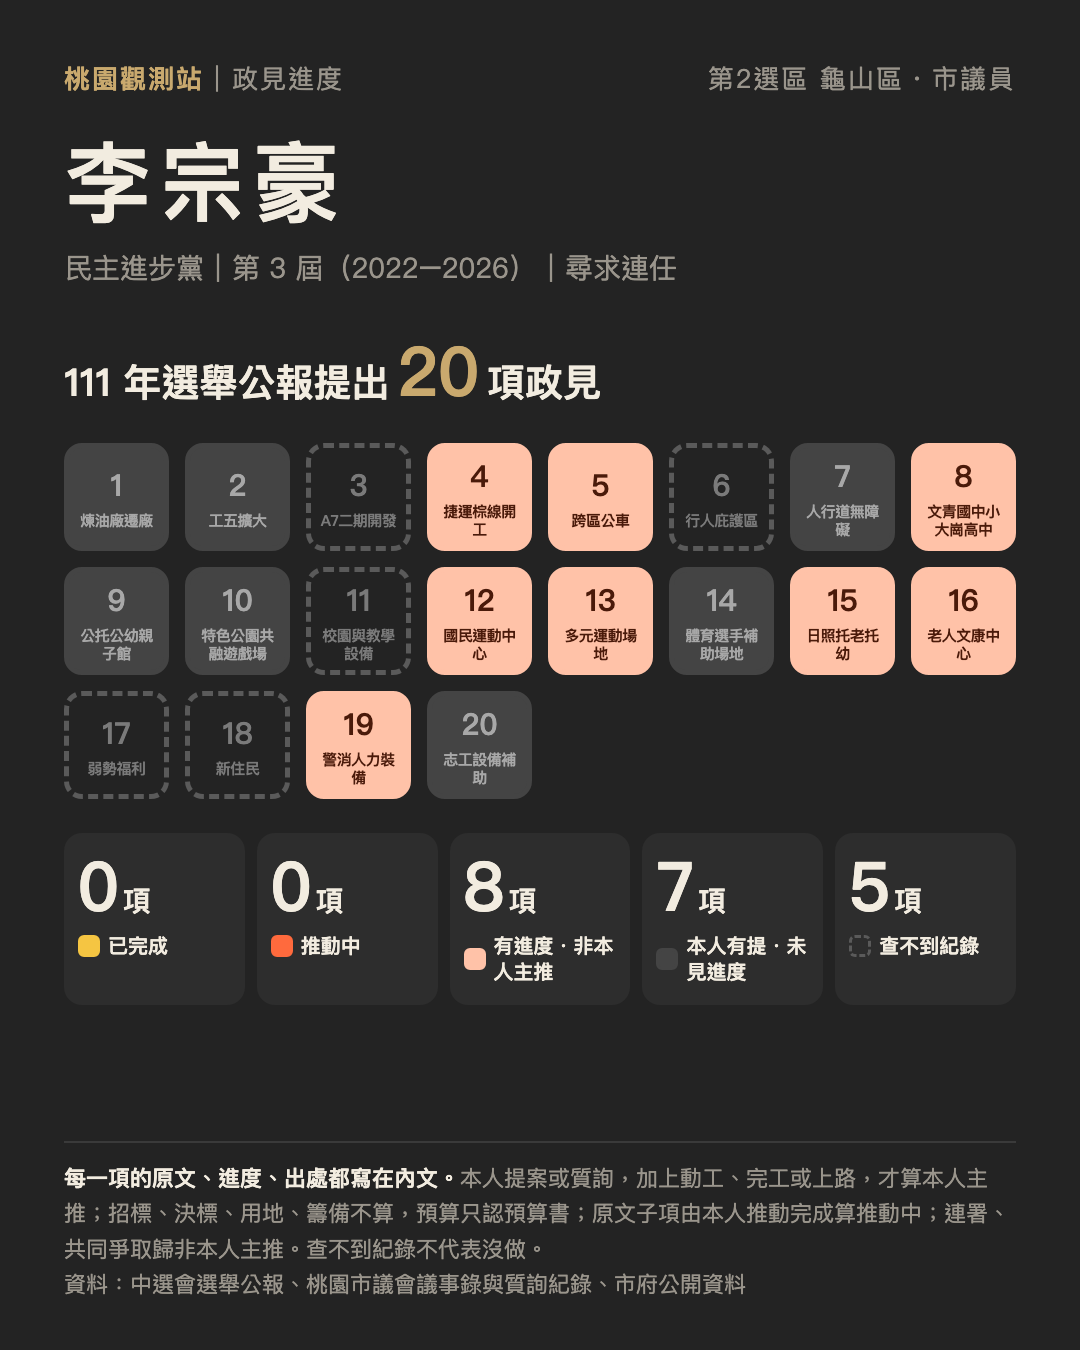 桃園觀測站｜政見進度
第2選區 龜山區・市議員
李宗豪
民主進步黨｜第 3 屆（2022–2026）｜尋求連任
111 年選舉公報提出 20 項政見
1
煉油廠遷廠
2
工五擴大
3
A7二期開發
4
捷運棕線開
工
5
跨區公車
6
行人庇護區
7
人行道無障
礙
8
文青國中小
大崗高中
9
公托公幼親
子館
10
特色公園共
融遊戲場
11
校園與教學
設備
12
國民運動中
心
13
多元運動場
地
14
體育選手補
助場地
15
日照托老托
幼
16
老人文康中
心
17
弱勢福利
18
新住民
19
警消人力裝
備
20
志工設備補
助
0項
已完成
0項
推動中
8項
有進度・非本
人主推
7項
本人有提・未
見進度
5項
查不到紀錄
每一項的原文、進度、出處都寫在內文。本人提案或質詢，加上動工、完工或上路，才算本人主
推；招標、決標、用地、籌備不算，預算只認預算書；原文子項由本人推動完成算推動中；連署、
共同爭取歸非本人主推。查不到紀錄不代表沒做。
資料：中選會選舉公報、桃園市議會議事錄與質詢紀錄、市府公開資料